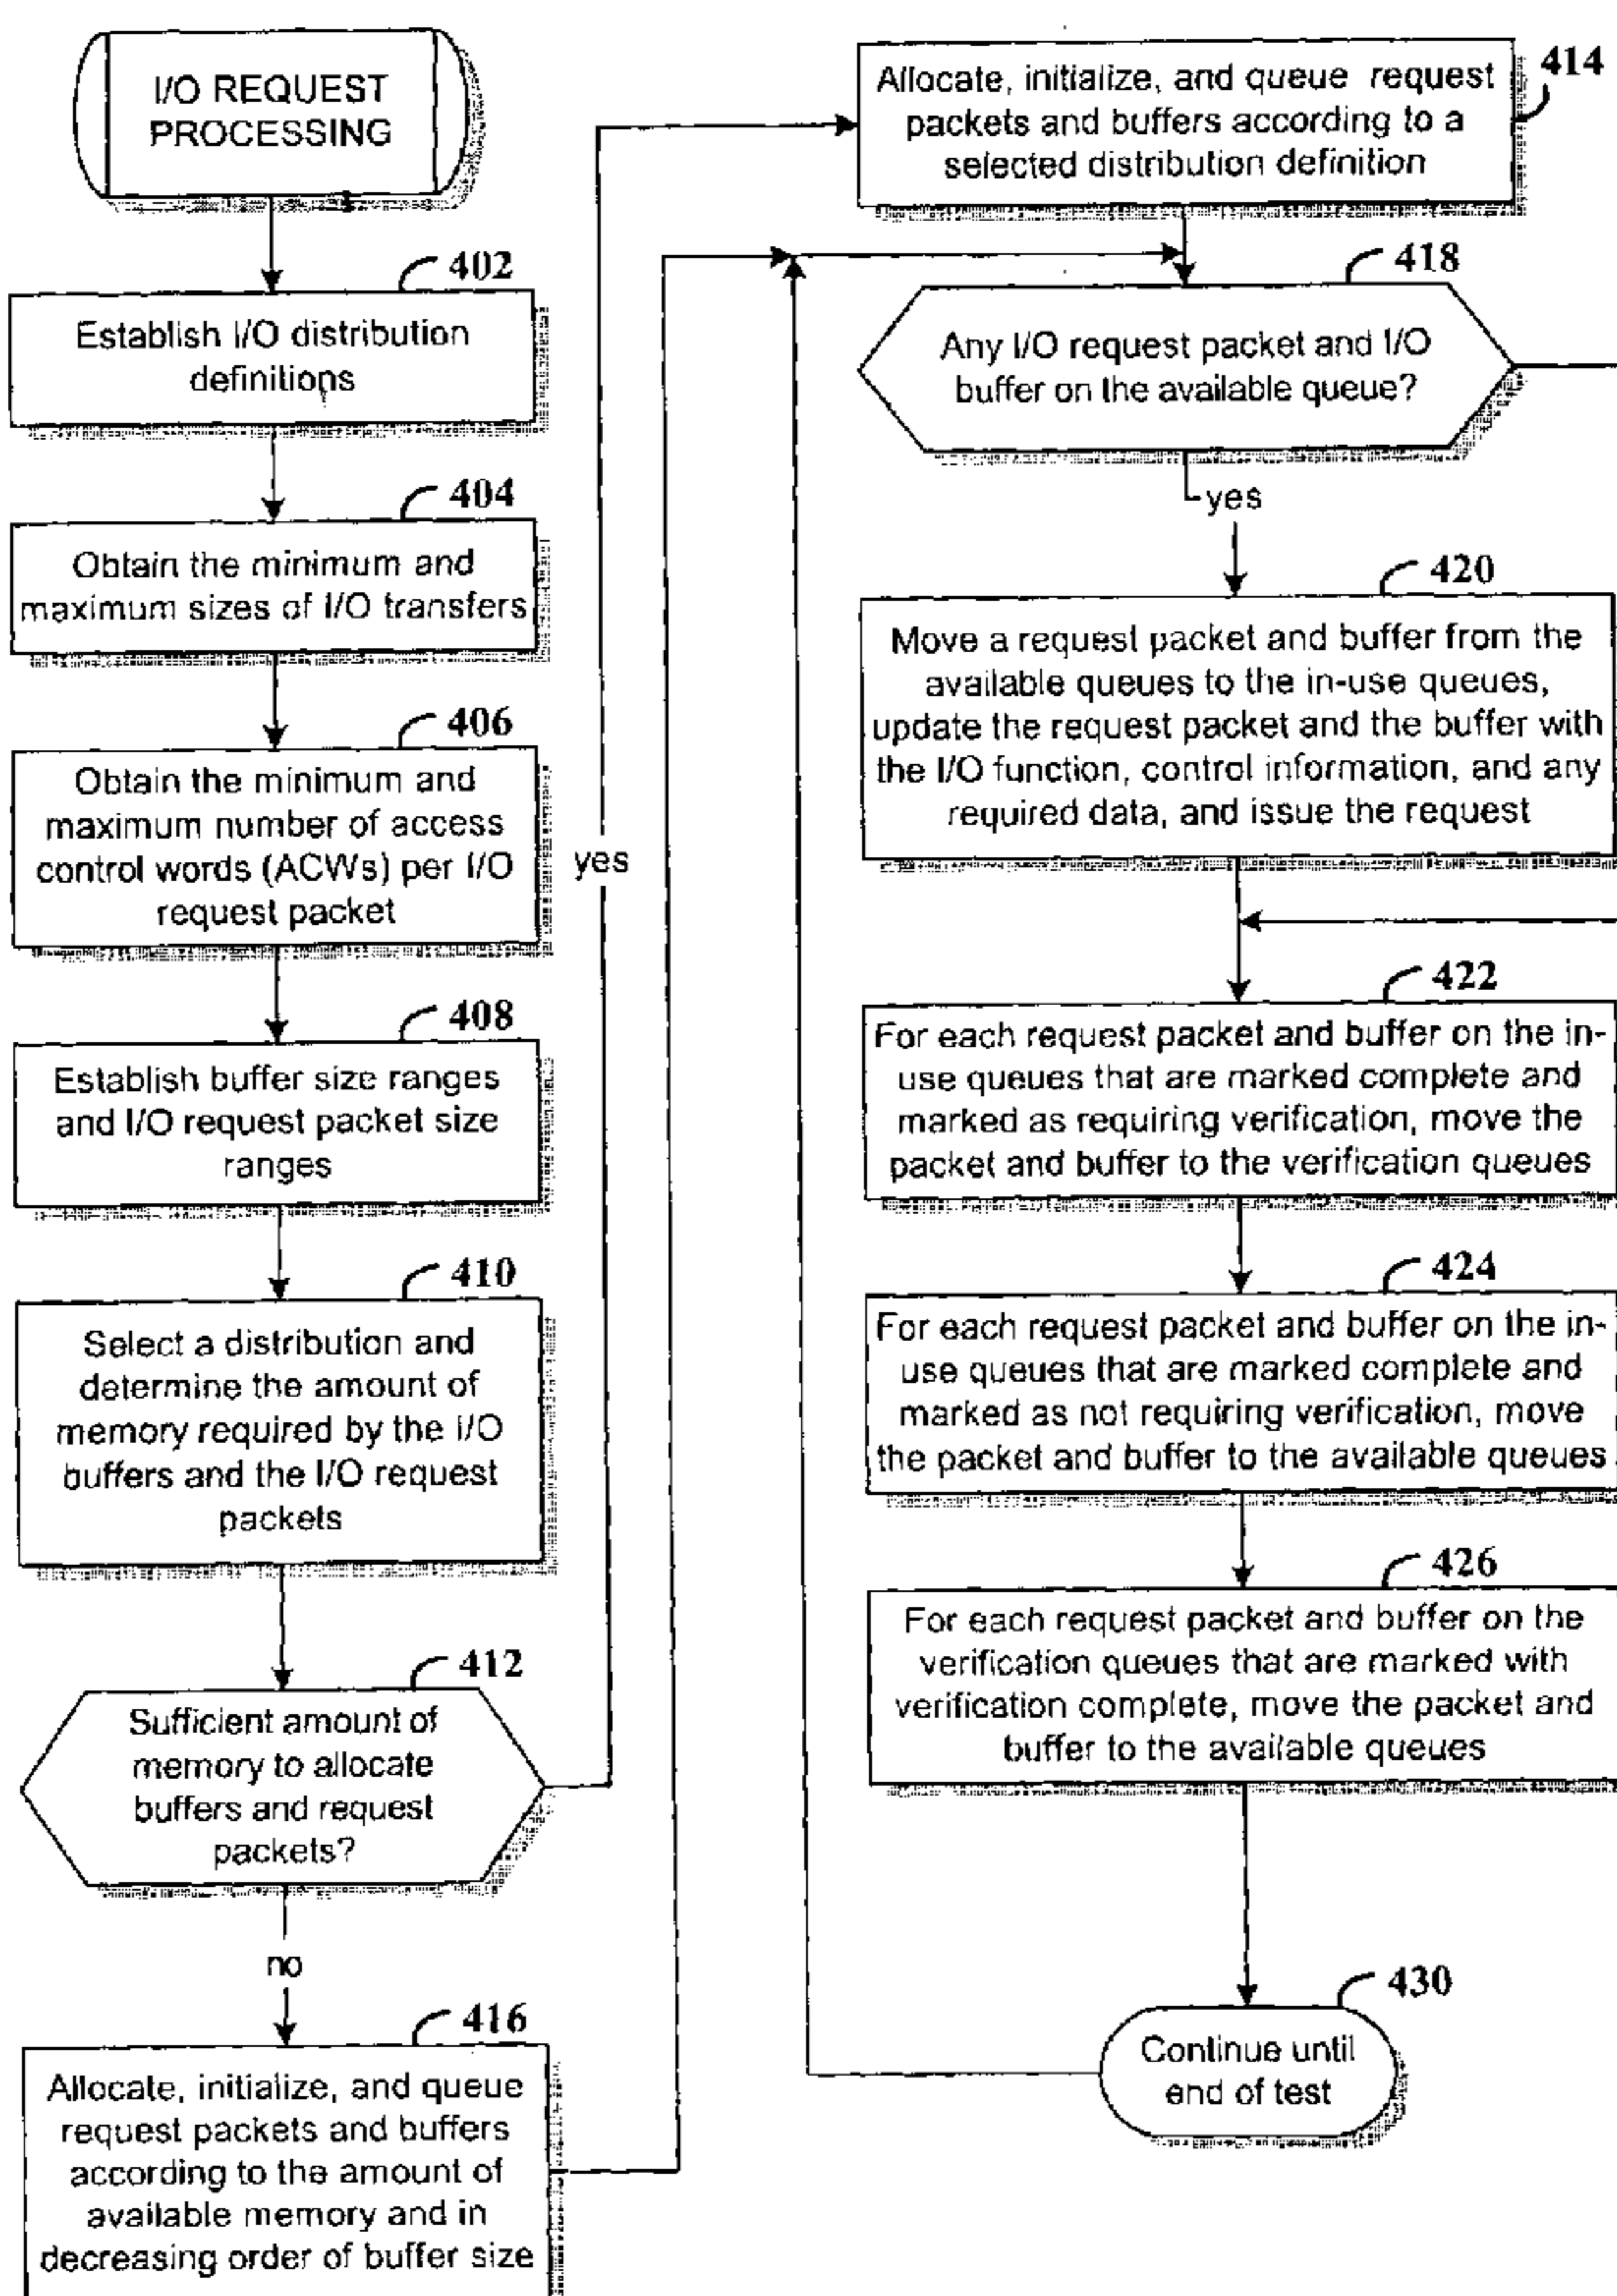 I/O REQUEST
PROCESSING
402
Establish I/O distribution
definitions
404
Obtain the minimum and
maximum sizes of I/O transfers
406
Obtain the minimum and
maximum number of access
control words (ACWs) per I/O
request packet
408
Establish buffer size ranges
and I/O request packet size
ranges
410
Select a distribution and
determine the amount of
memory required by the I/O
buffers and the I/O request
packets
412
Sufficient amount of
memory to allocate
buffers and request
packets?
yes
no
416
Allocate, initialize, and queue
request packets and buffers
according to the amount of
available memory and in
decreasing order of buffer size
414
Allocate, initialize, and queue request
packets and buffers according to a
selected distribution definition
418
Any I/O request packet and I/O
buffer on the available queue?
yes
420
Move a request packet and buffer from the
available queues to the in-use queues,
update the request packet and the buffer with
the I/O function, control information, and any
required data, and issue the request
422
For each request packet and buffer on the in-
use queues that are marked complete and
marked as requiring verification, move the
packet and buffer to the verification queues
424
For each request packet and buffer on the in-
use queues that are marked complete and
marked as not requiring verification, move
the packet and buffer to the available queues.
426
For each request packet and buffer on the
verification queues that are marked with
verification complete, move the packet and
buffer to the available queues
430
Continue until
end of test